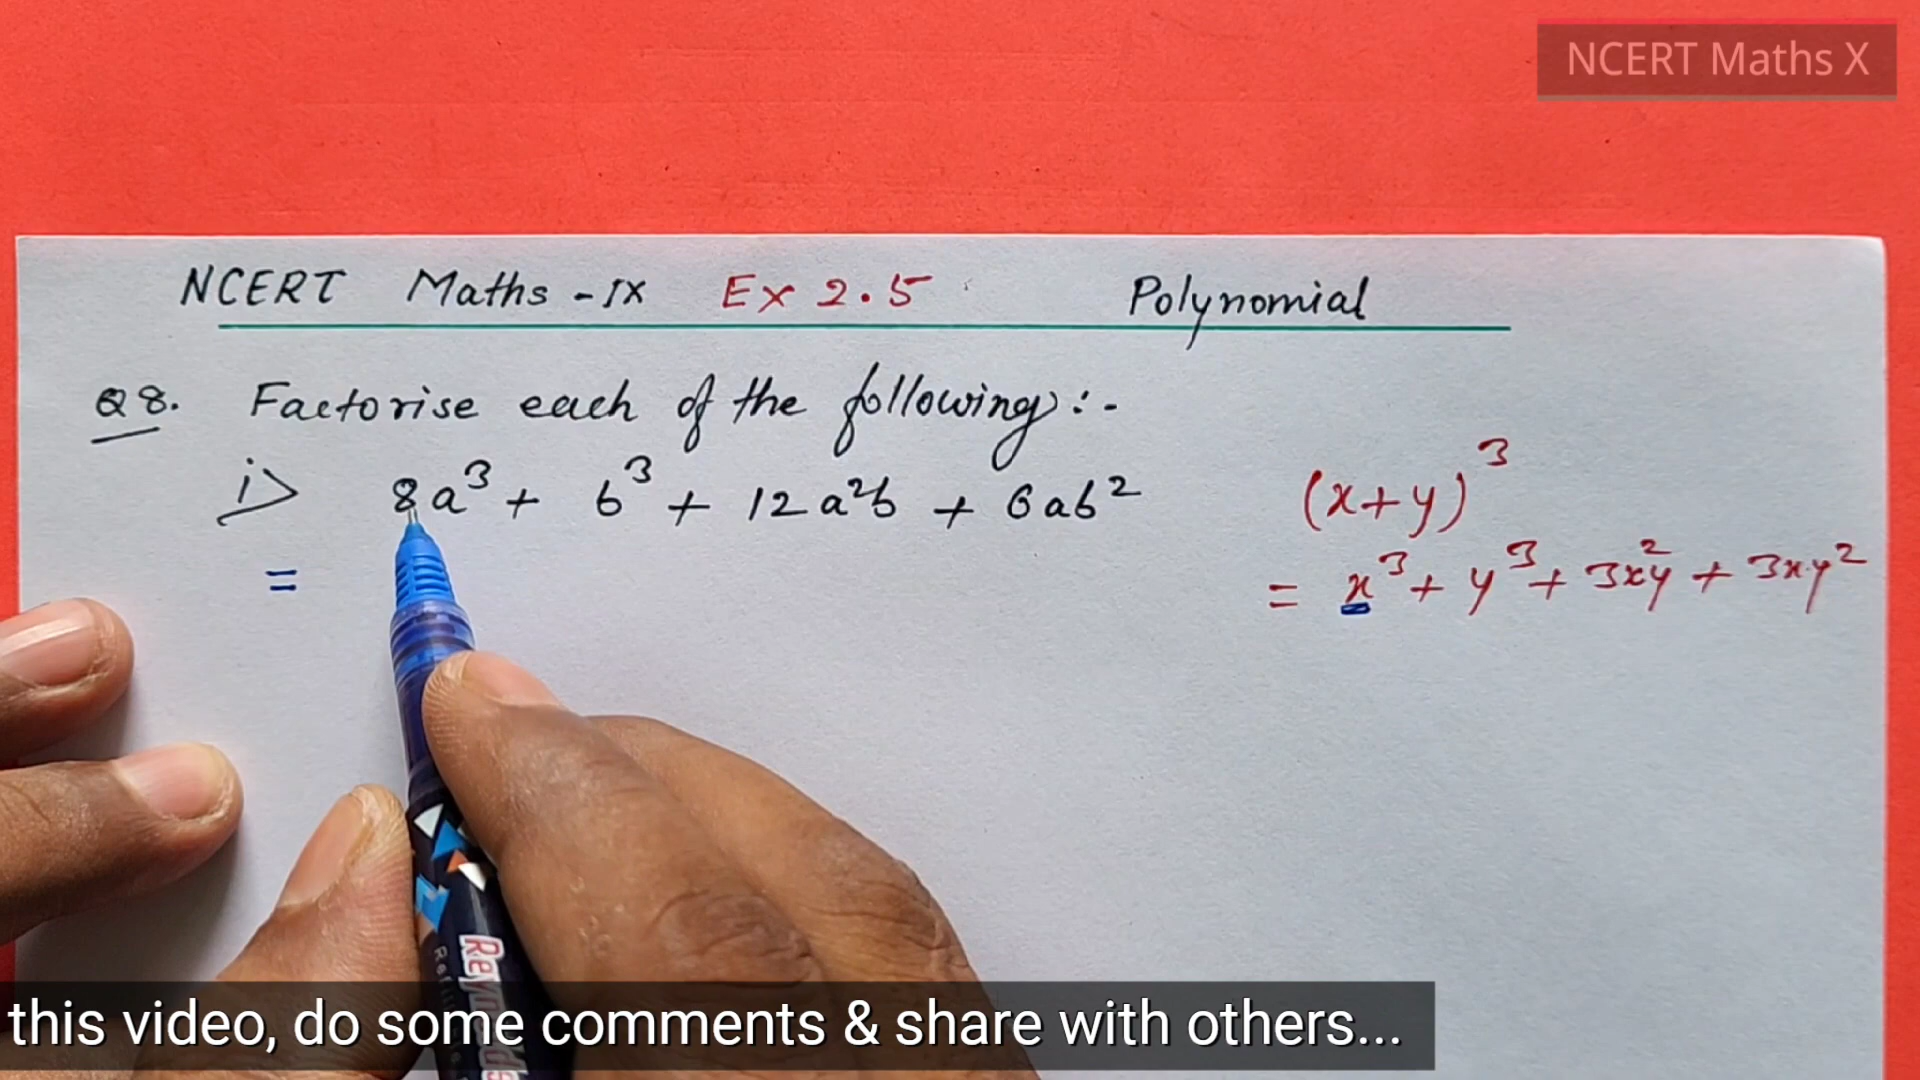 NCERT Maths X
NCERT Maths - IX Ex 2.5 Polynomial
Q8. Factorise each of the following:-
i> 8a³ + b³ + 12a²b + 6ab²
(x+y)³
=
= x³ + y³ + 3x²y + 3xy²
Rey
this video, do some comments & share with others...